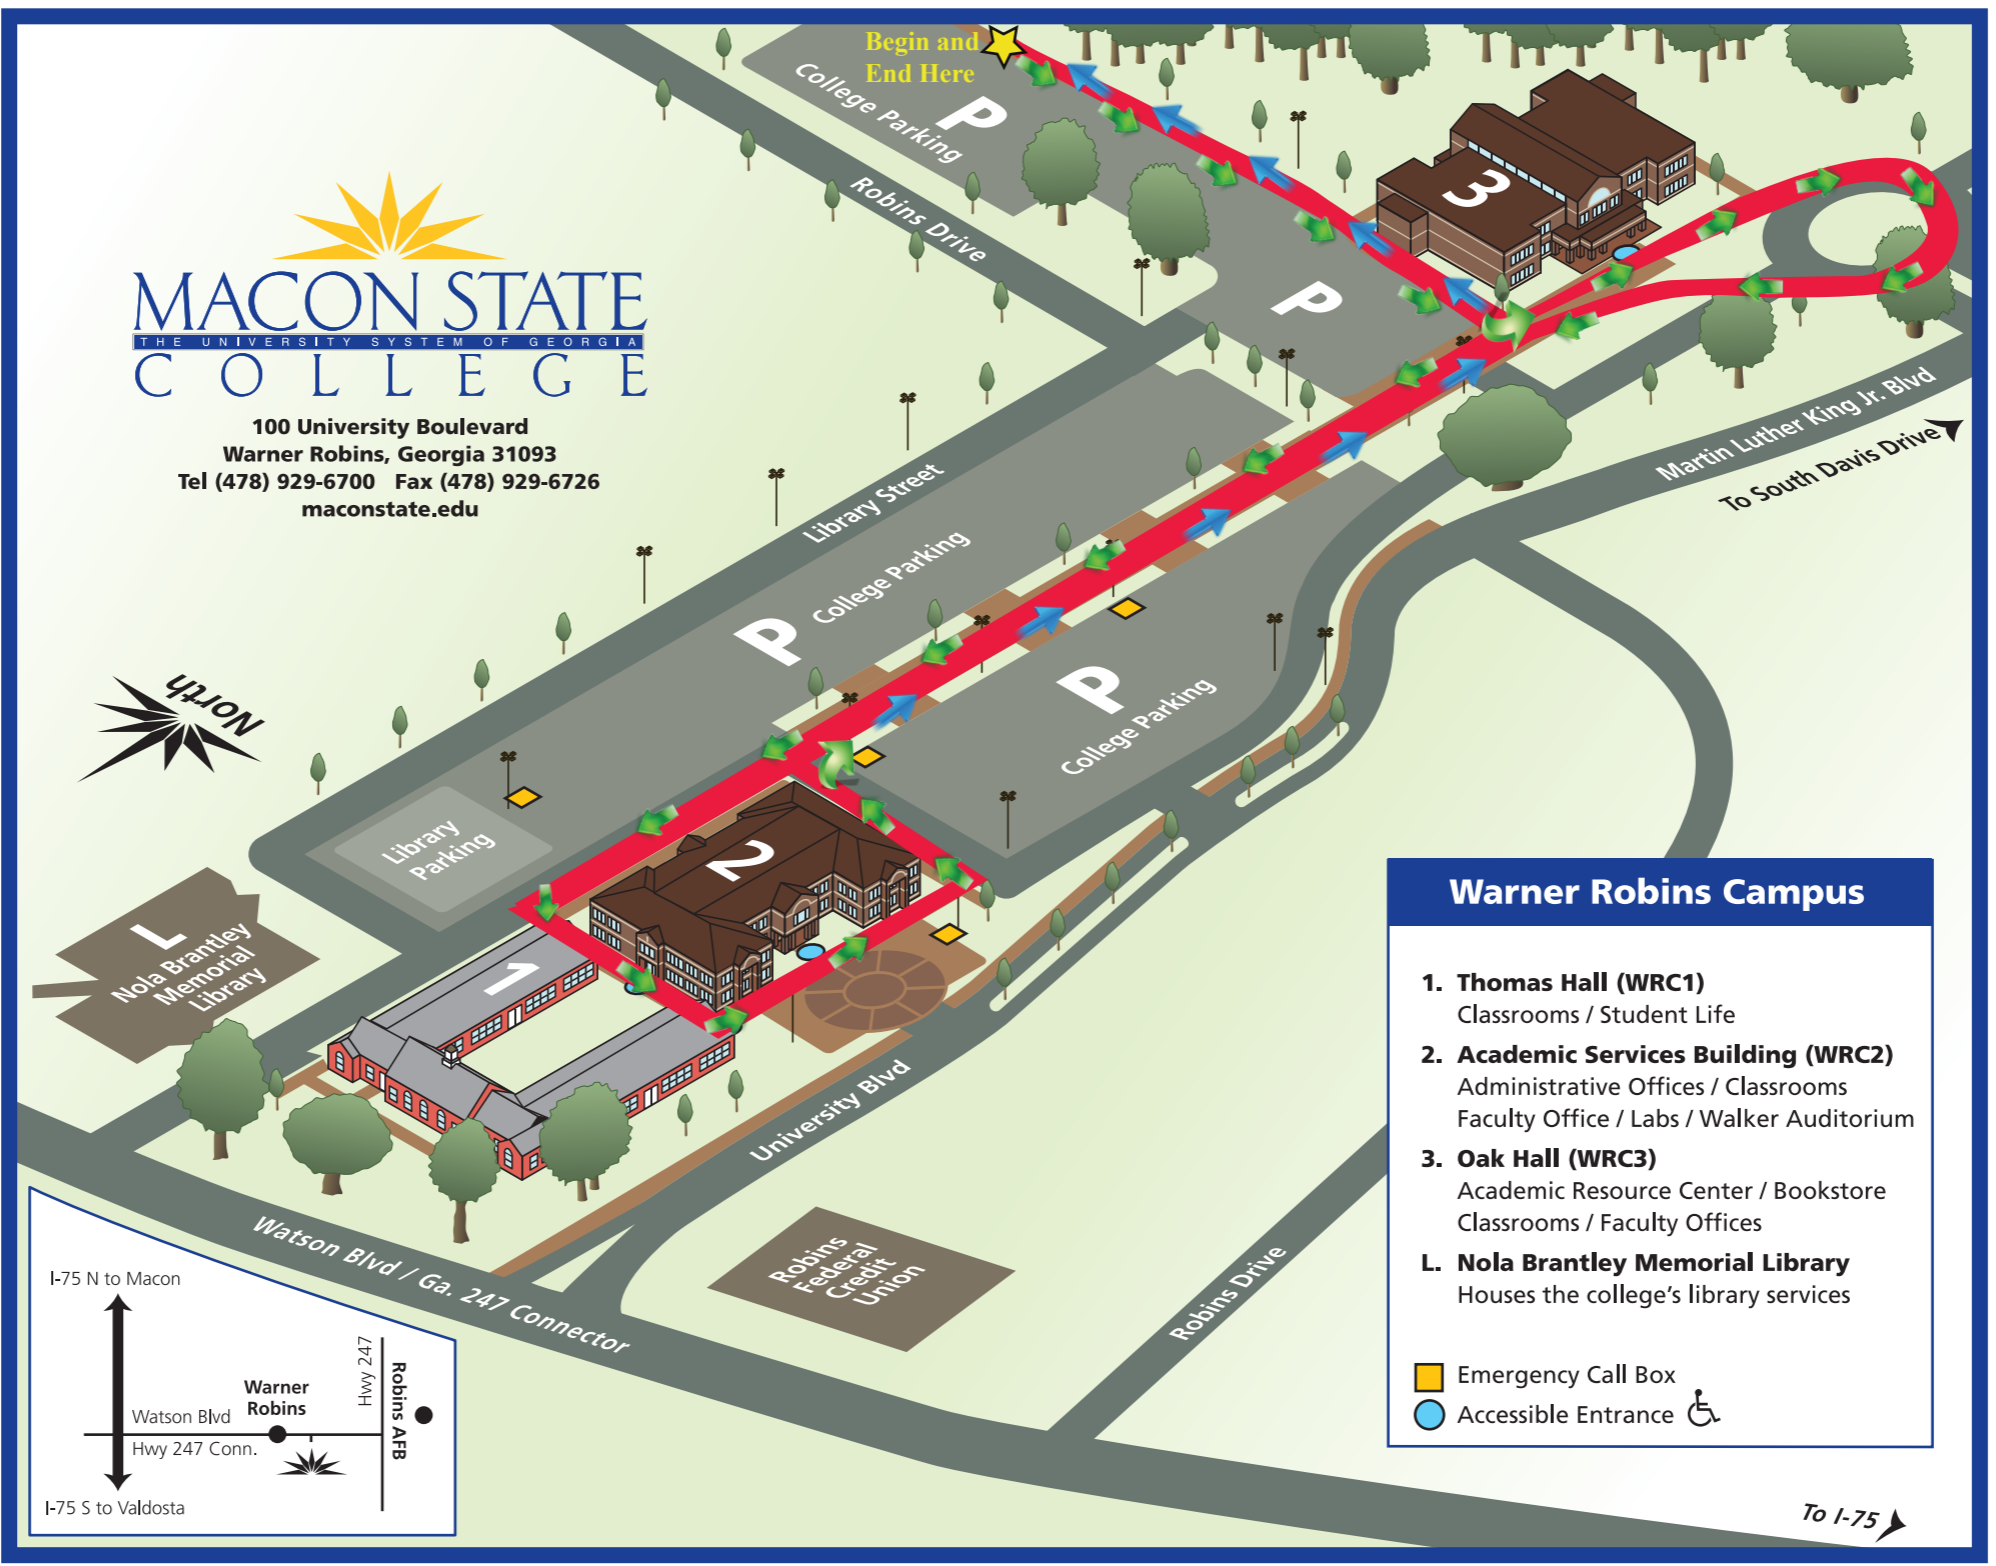 Begin and
End Here
College Parking
P
Robins Drive
3
P
MACON STATE
THE UNIVERSITY SYSTEM OF GEORGIA
COLLEGE
100 University Boulevard
Warner Robins, Georgia 31093
Tel (478) 929-6700 Fax (478) 929-6726
maconstate.edu
Martin Luther King Jr. Blvd
To South Davis Drive
Library Street
P College Parking
P
College Parking
North
Library
Parking
2
L
Nola Brantley
Memorial
Library
1
University Blvd
Watson Blvd / Ga. 247 Connector
Robins
Federal
Credit
Union
Robins Drive
Warner Robins Campus
1. Thomas Hall (WRC1)
Classrooms / Student Life
2. Academic Services Building (WRC2)
Administrative Offices / Classrooms
Faculty Office / Labs / Walker Auditorium
3. Oak Hall (WRC3)
Academic Resource Center / Bookstore
Classrooms / Faculty Offices
L. Nola Brantley Memorial Library
Houses the college's library services
Emergency Call Box
Accessible Entrance
I-75 N to Macon
Hwy 247
Robins AFB
Warner
Robins
Watson Blvd
Hwy 247 Conn.
I-75 S to Valdosta
To I-75